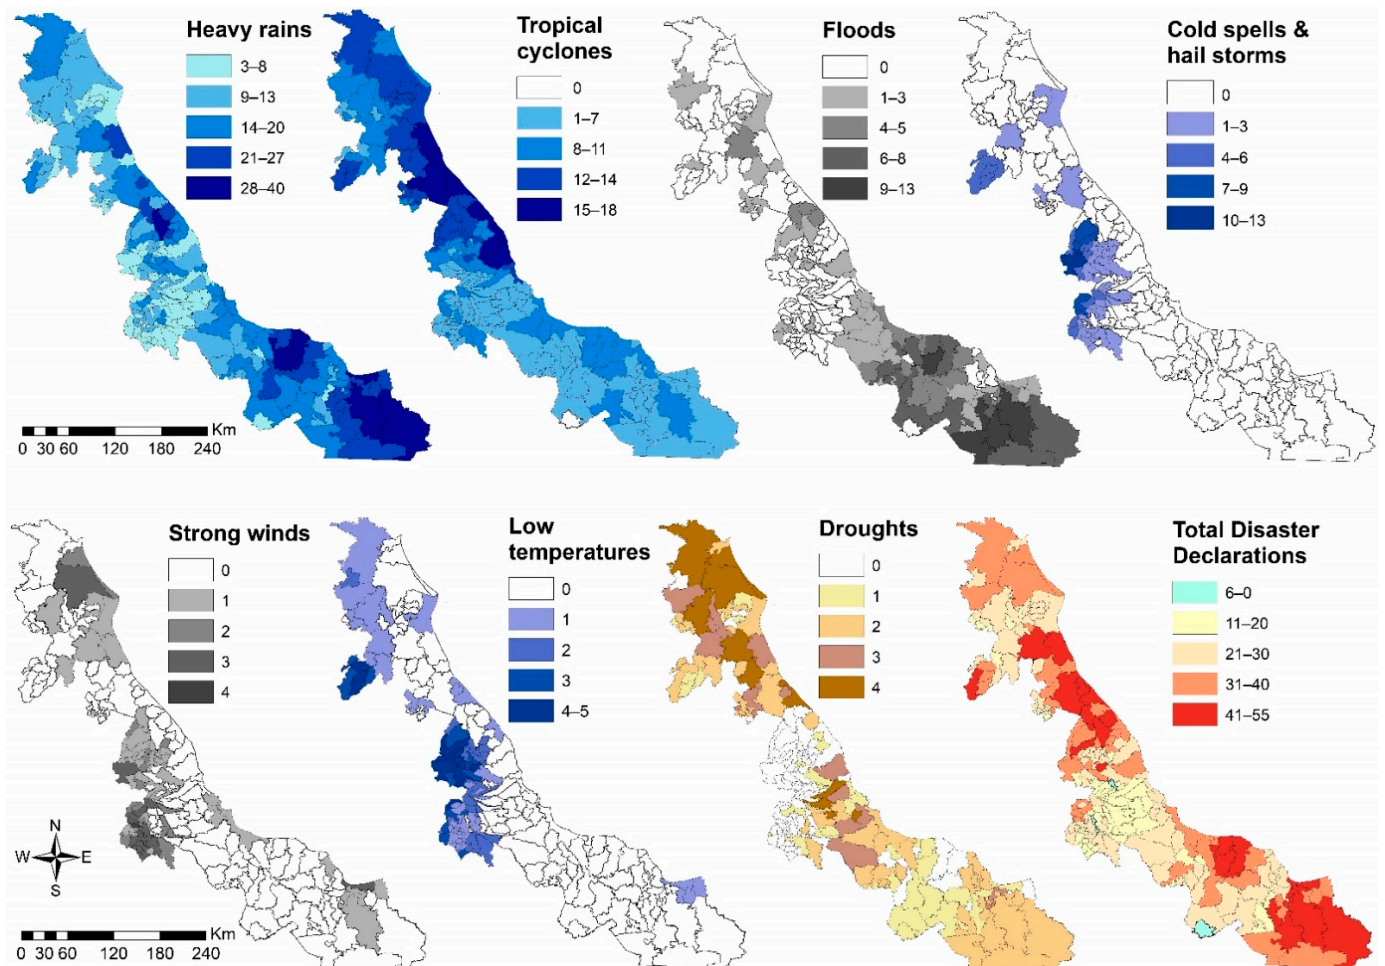 Heavy rains
3–8
9–13
14–20
21–27
28–40
Tropical
cyclones
0
1–7
8–11
12–14
15–18
Floods
0
1–3
4–5
6–8
9–13
Cold spells &
hail storms
0
1–3
4–6
7–9
10–13
Km
0 30 60 120 180 240
Strong winds
0
1
2
3
4
Low
temperatures
0
1
2
3
4–5
Droughts
0
1
2
3
4
Total Disaster
Declarations
6–0
11–20
21–30
31–40
41–55
N
W E
S
Km
0 30 60 120 180 240